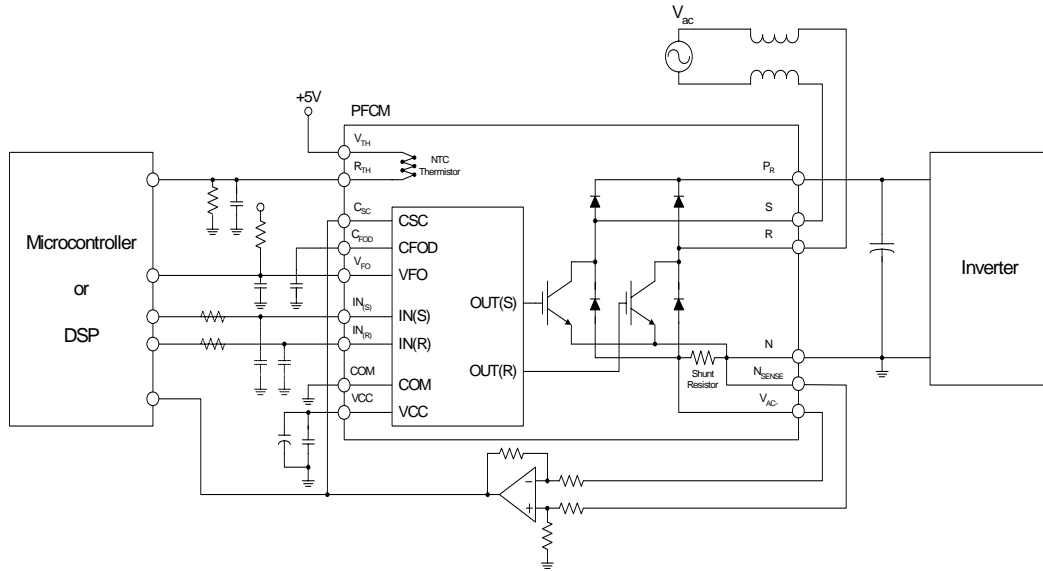 Vac
+5V
PFCM
VTH
NTC
Thermistor
RTH
PR
CSC
CSC
S
Microcontroller
or
DSP
CFOD
CFOD
R
VFO
VFO
Inverter
IN(S)
IN(S)
OUT(S)
IN(R)
IN(R)
N
COM
COM
OUT(R)
Shunt
Resistor
NSENSE
VCC
VCC
VAC-
−
+